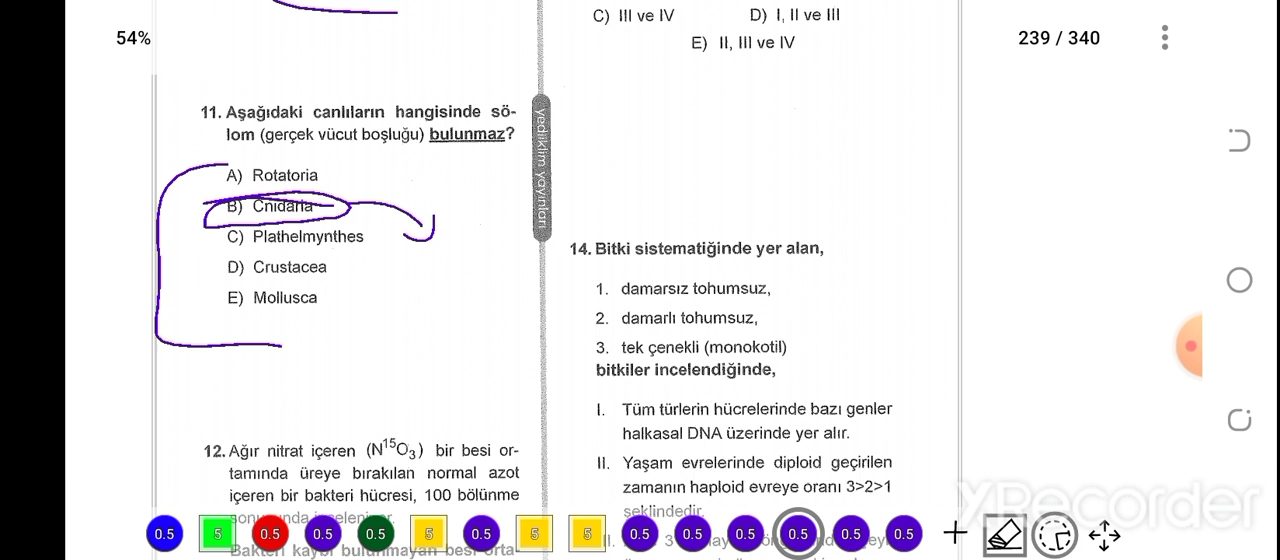 54%
239 / 340
11. Aşağıdaki canlıların hangisinde sö-
lom (gerçek vücut boşluğu) bulunmaz?
A) Rotatoria
B) Cnidaria
C) Plathelmynthes
D) Crustacea
E) Mollusca
12. Ağır nitrat içeren (N¹⁵O₃) bir besi or-
tamında üreye bırakılan normal azot
içeren bir bakteri hücresi, 100 bölünme
Bakteri kaybı bulunmayan besi orta-
yediiklim yayınları
C) III ve IV D) I, II ve III
E) II, III ve IV
14. Bitki sistematiğinde yer alan,
1. damarsız tohumsuz,
2. damarlı tohumsuz,
3. tek çenekli (monokotil)
bitkiler incelendiğinde,
I. Tüm türlerin hücrelerinde bazı genler
halkasal DNA üzerinde yer alır.
II. Yaşam evrelerinde diploid geçirilen
zamanın haploid evreye oranı 3>2>1
şeklindedir.
0.5 5 0.5 0.5 0.5 5 0.5 5 5 0.5 0.5 0.5 0.5 0.5 0.5
XRecorder